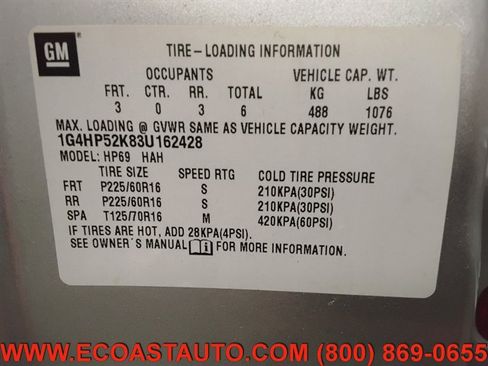 GM
TIRE-LOADING INFORMATION
OCCUPANTS VEHICLE CAP. WT.
FRT. CTR. RR. TOTAL KG LBS
3 0 3 6 488 1076
MAX. LOADING @ GVWR SAME AS VEHICLE CAPACITY WEIGHT.
1G4HP52K83U162428
MODEL: HP69 HAH
TIRE SIZE SPEED RTG COLD TIRE PRESSURE
FRT P225/60R16 S 210KPA(30PSI)
RR P225/60R16 S 210KPA(30PSI)
SPA T125/70R16 M 420KPA(60PSI)
IF TIRES ARE HOT, ADD 28KPA(4PSI).
SEE OWNER´S MANUAL FOR MORE INFORMATION.
WWW.ECOASTAUTO.COM (800) 869-0655